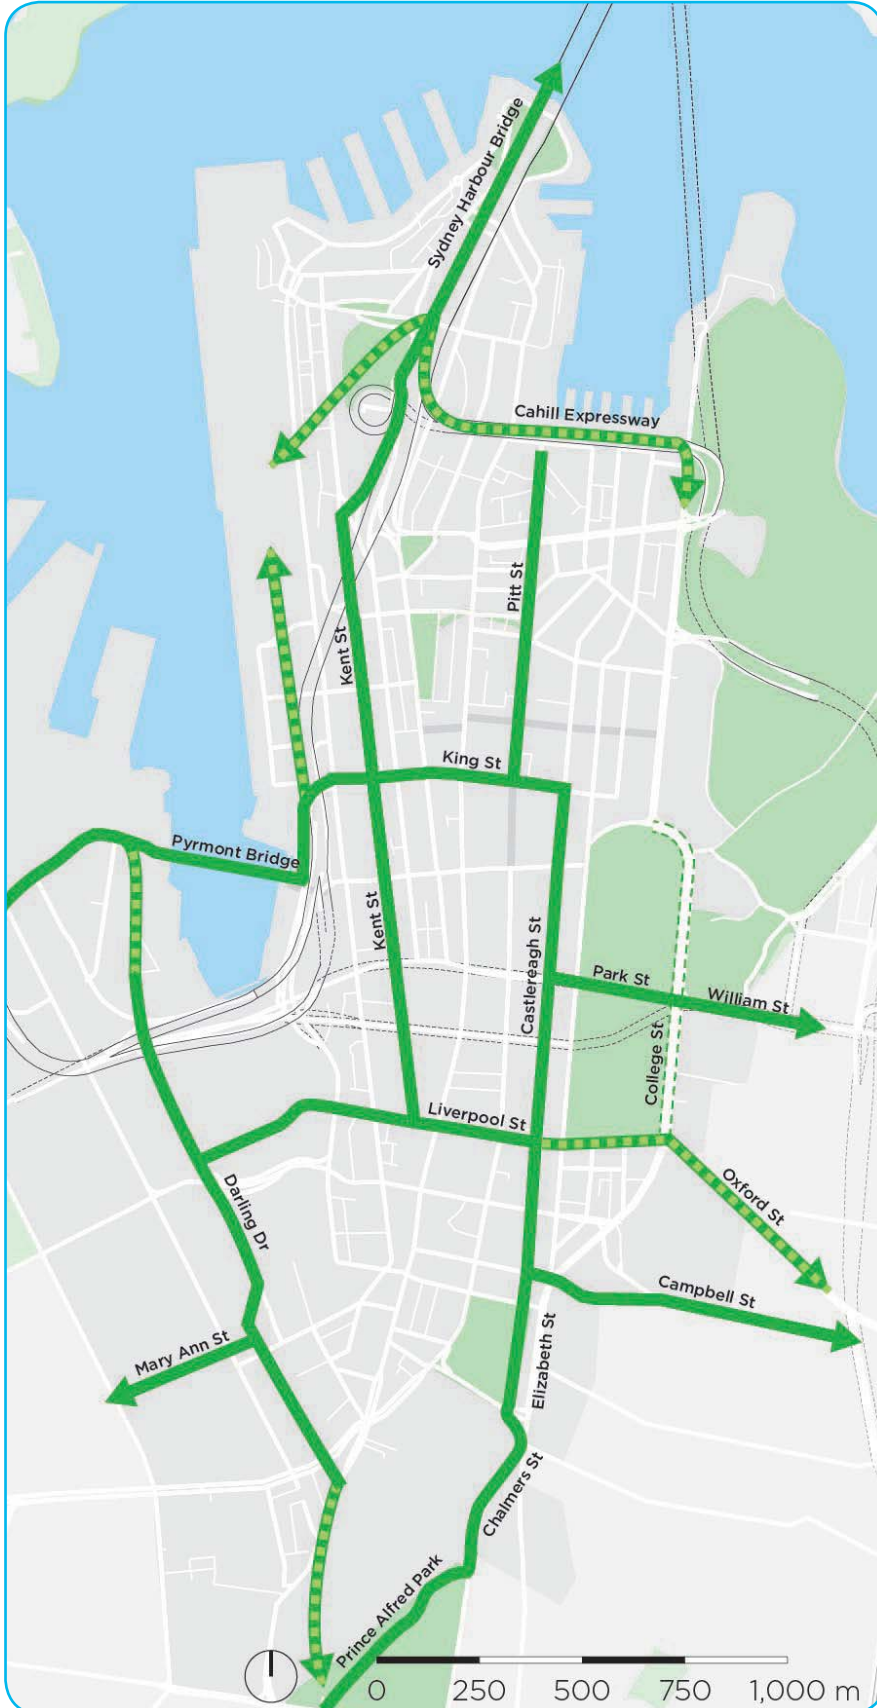 Sydney Harbour Bridge
Cahill Expressway
Pitt St
Kent St
King St
Pyrmont Bridge
Kent St
Castlereagh St
Park St
William St
College St
Liverpool St
Oxford St
Darling Dr
Campbell St
Mary Ann St
Elizabeth St
Chalmers St
Prince Alfred Park
0 250 500 750 1,000 m